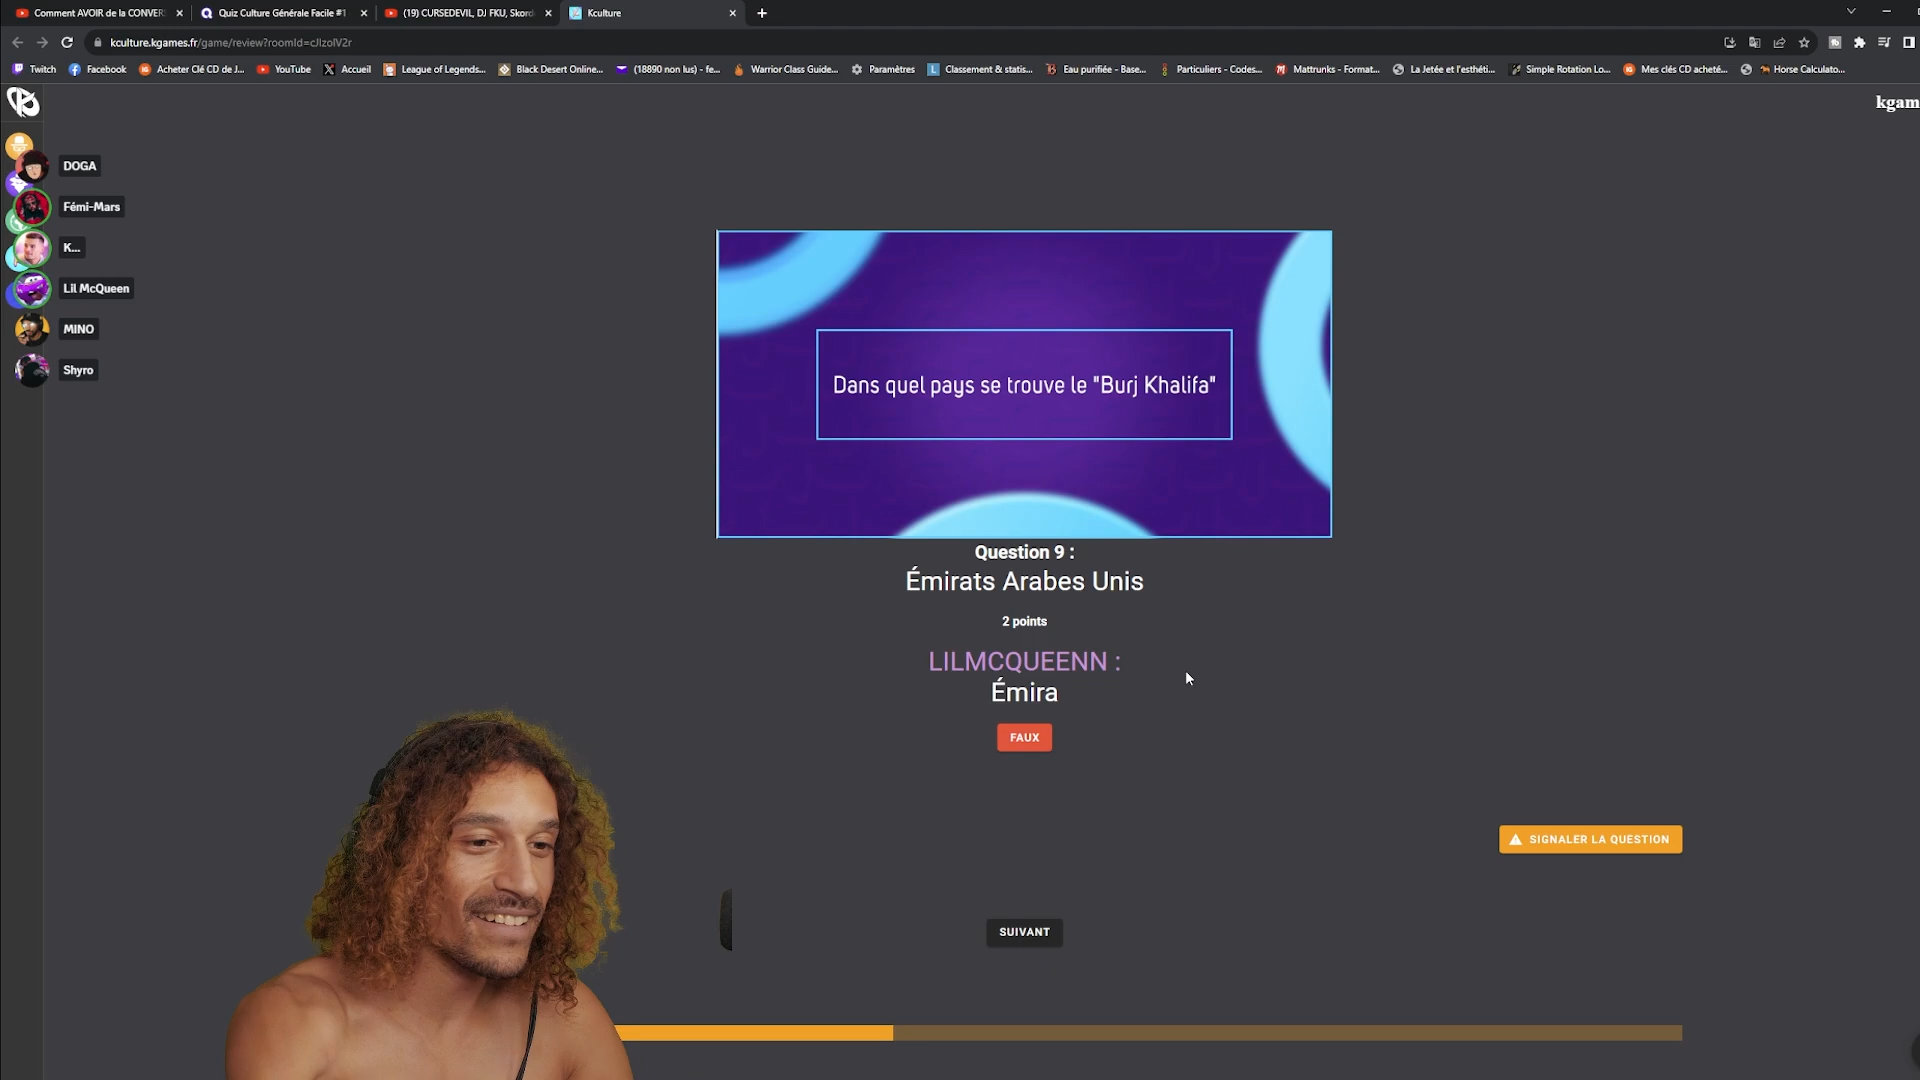 Comment AVOIR de la CONVER
Quiz Culture Générale Facile #1
(19) CURSEDEVIL, DJ FKU, Skord
Kculture
kculture.kgames.fr/game/review?roomId=cJlzolV2r
Twitch
Facebook
Acheter Clé CD de J...
YouTube
Accueil
League of Legends...
Black Desert Online...
(18890 non lus) - fe...
Warrior Class Guide...
Paramètres
Classement & statis...
Eau purifiée - Base...
Particuliers - Codes...
Mattrunks - Format...
La Jetée et l'esthéti...
Simple Rotation Lo...
Mes clés CD acheté...
Horse Calculato...
kgam
DOGA
Fémi-Mars
K...
Lil McQueen
MINO
Shyro
Dans quel pays se trouve le "Burj Khalifa"
Question 9 :
Émirats Arabes Unis
2 points
LILMCQUEENN :
Émira
FAUX
SIGNALER LA QUESTION
SUIVANT